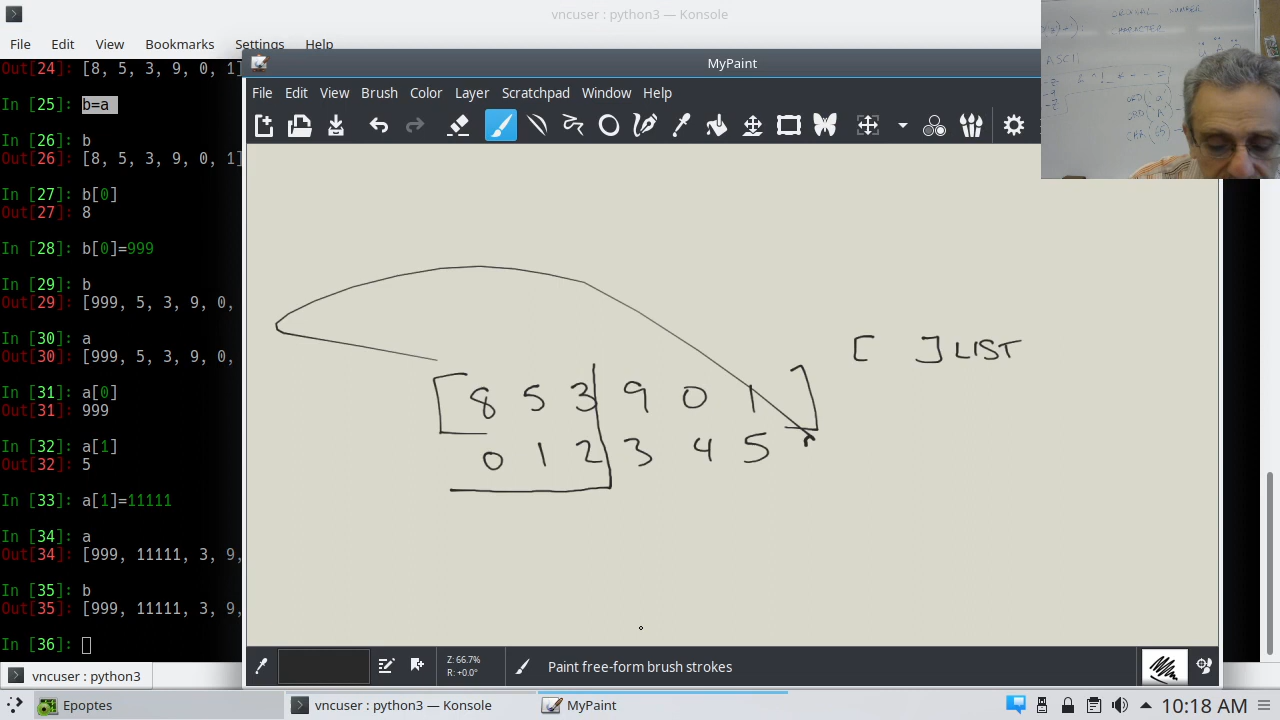 vncuser : python3 — Konsole
File Edit View Bookmarks Settings Help
Out[24]: [8, 5, 3, 9, 0, 1]
In [25]: b=a
In [26]: b
Out[26]: [8, 5, 3, 9, 0, 1]
In [27]: b[0]
Out[27]: 8
In [28]: b[0]=999
In [29]: b
Out[29]: [999, 5, 3, 9, 0,
In [30]: a
Out[30]: [999, 5, 3, 9, 0,
In [31]: a[0]
Out[31]: 999
In [32]: a[1]
Out[32]: 5
In [33]: a[1]=11111
In [34]: a
Out[34]: [999, 11111, 3, 9,
In [35]: b
Out[35]: [999, 11111, 3, 9,
In [36]:
vncuser : python3
MyPaint
File Edit View Brush Color Layer Scratchpad Window Help
[ ] LIST
[8 5 3 9 0 1]
0 1 2 3 4 5
Z: 66.7%
R: +0.0°
Paint free-form brush strokes
ORDINAL NUMBER
CHARACTER
ASCII
Epoptes
vncuser : python3 — Konsole
MyPaint
10:18 AM